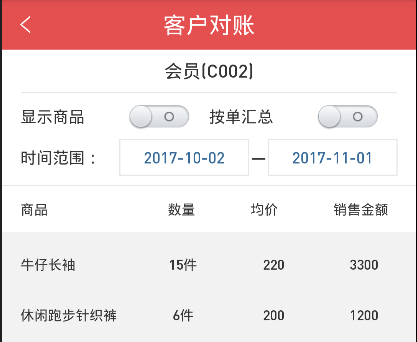 客户对账
会员(C002)
显示商品 按单汇总
时间范围： 2017-10-02 — 2017-11-01
商品 数量 均价 销售金额
牛仔长袖 15件 220 3300
休闲跑步针织裤 6件 200 1200